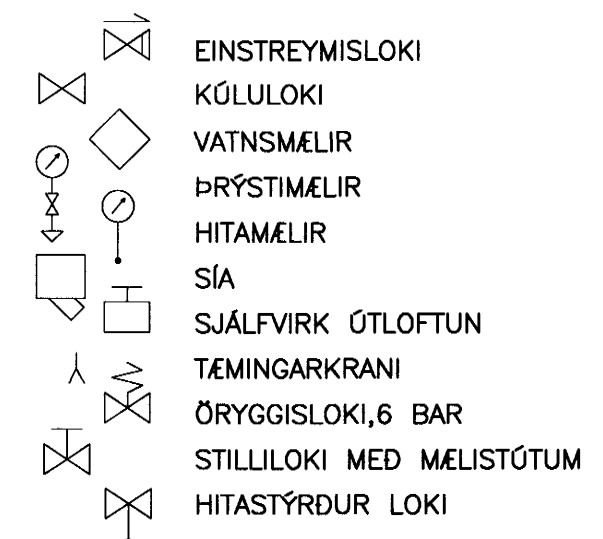 EINSTREYMISLOKI
KÚLULOKI
VATNSMÆLIR
ÞRÝSTIMÆLIR
HITAMÆLIR
SÍA
SJÁLFVIRK ÚTLOFTUN
TÆMINGARKRANI
ÖRYGGISLOKI,6 BAR
STILLILOKI MEÐ MÆLISTÚTUM
HITASTÝRÐUR LOKI